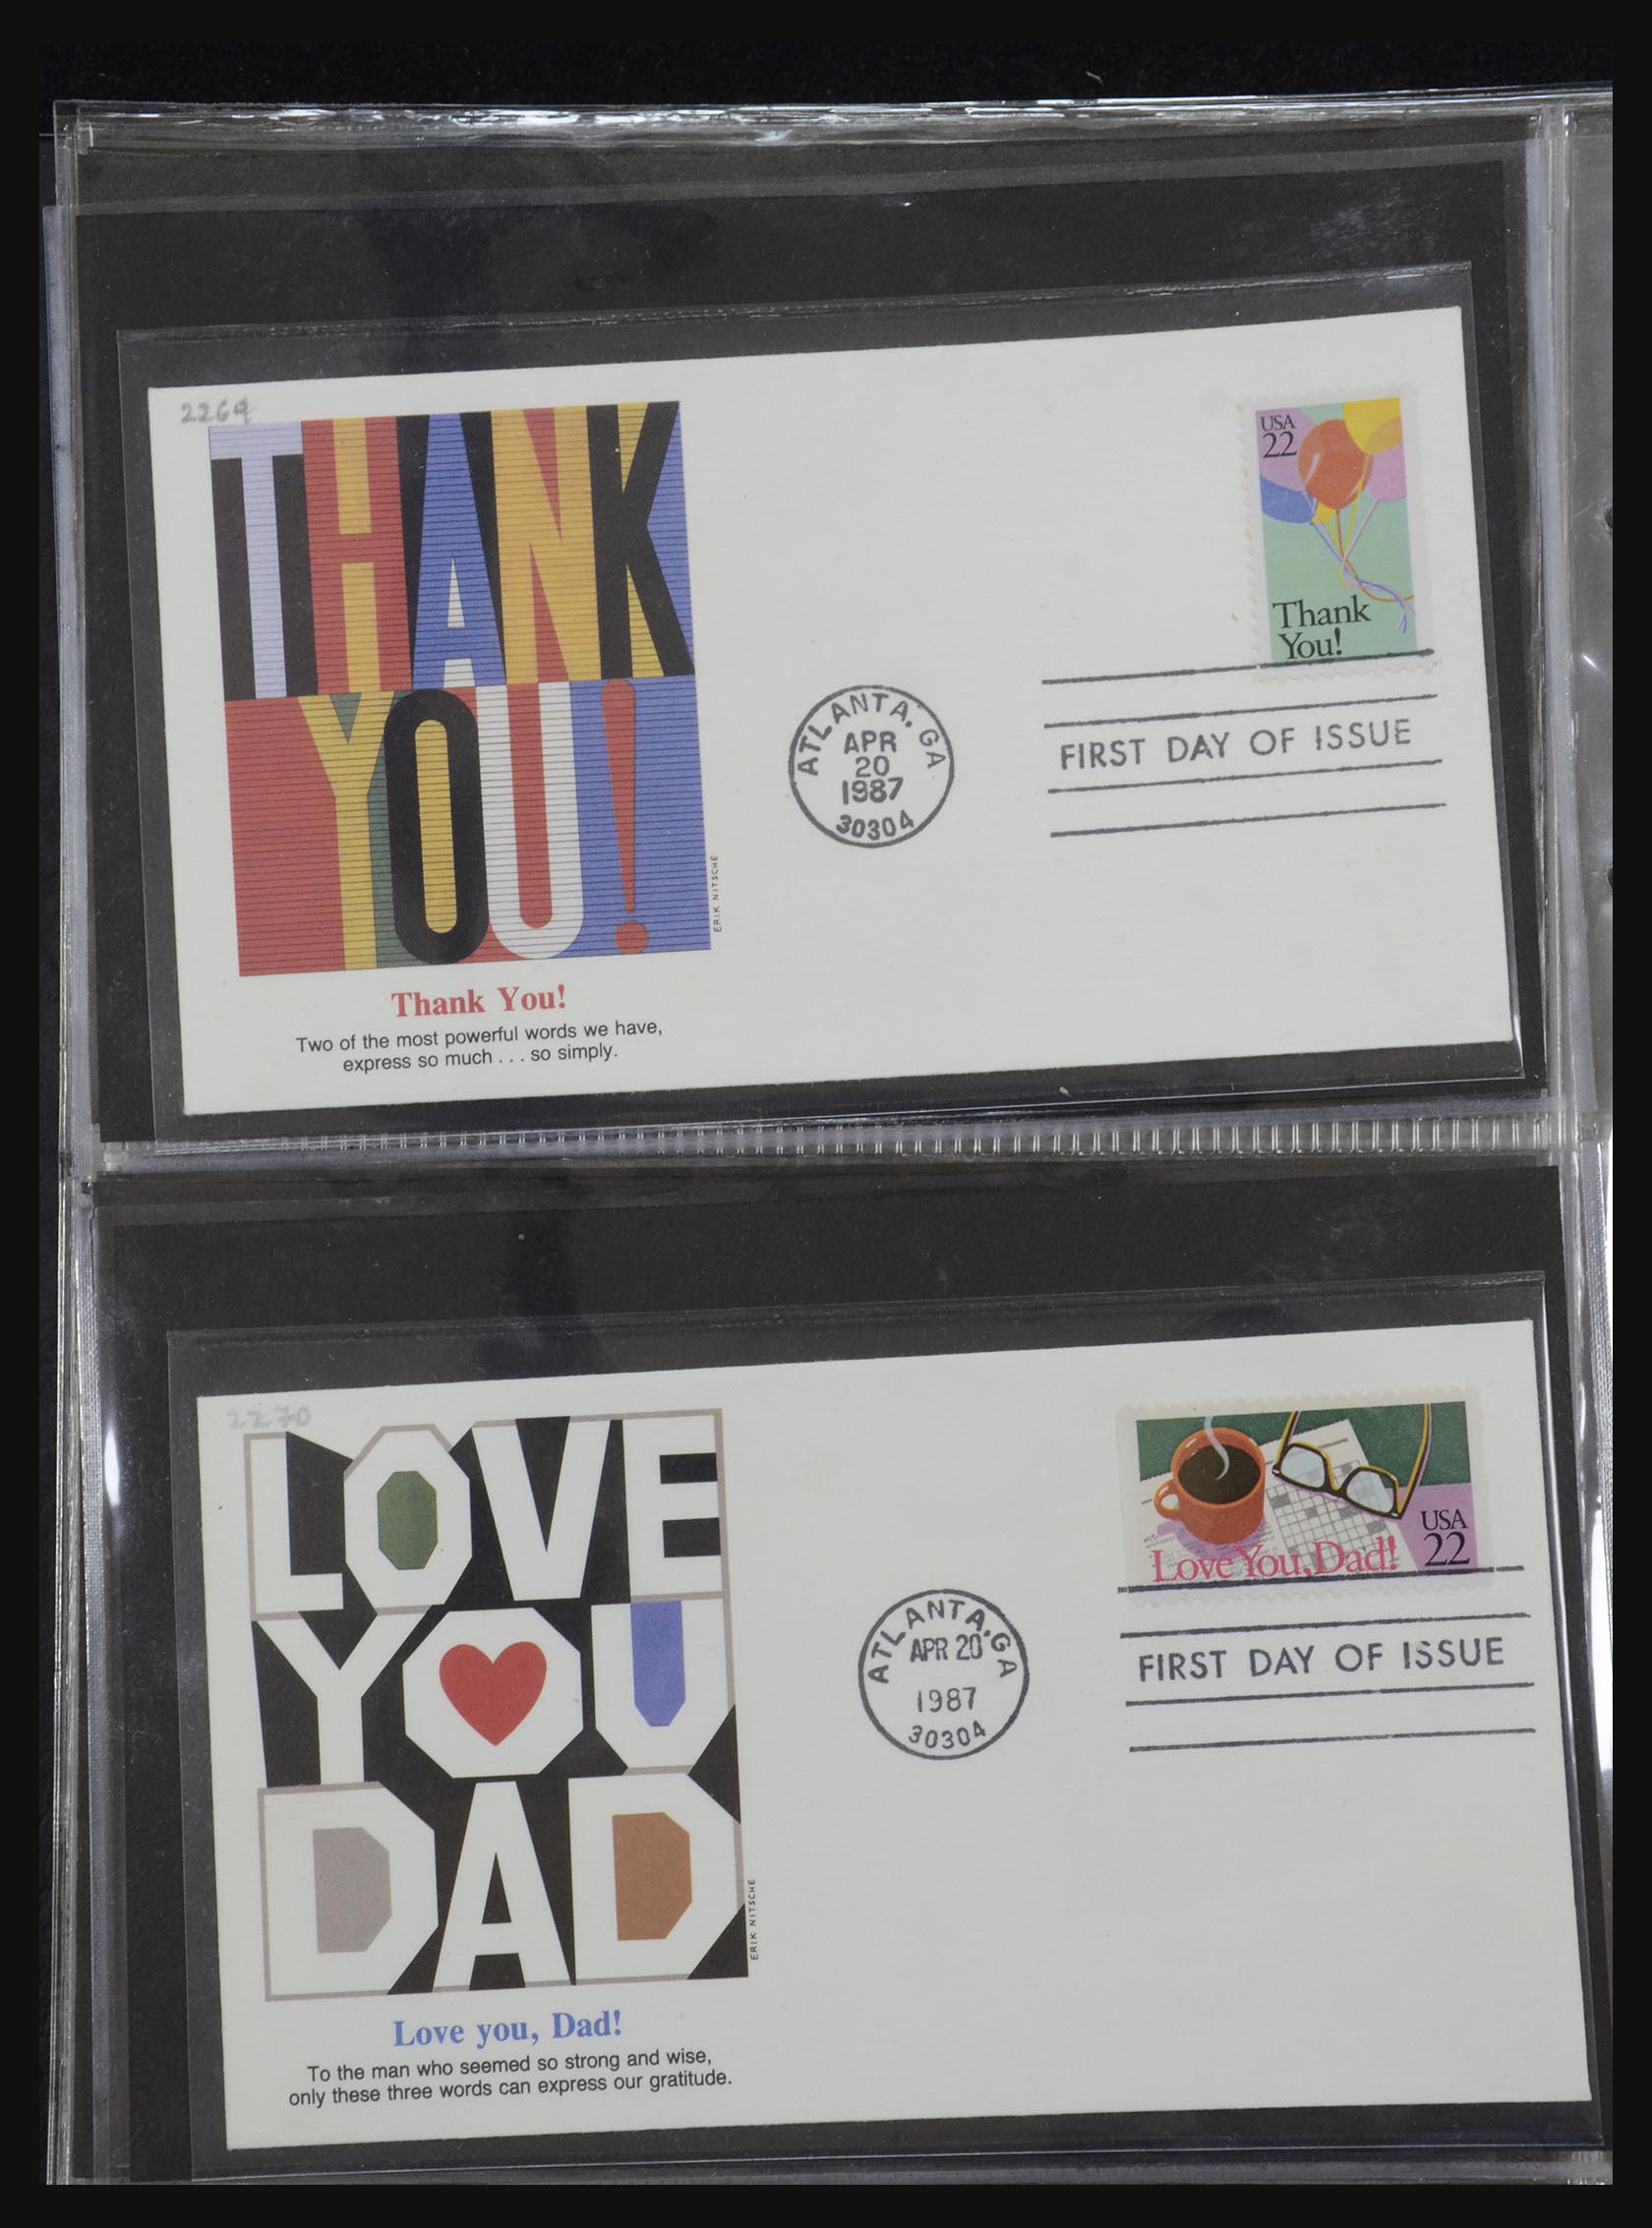 2269
THANK
YOU!
ERIK NITSCHE
Thank You!
Two of the most powerful words we have,
express so much . . . so simply.
USA
22
Thank
You!
ATLANTA. GA
APR
20
1987
30304
FIRST DAY OF ISSUE
2270
LOVE
YOU
DAD
ERIK NITSCHE
Love you, Dad!
To the man who seemed so strong and wise,
only these three words can express our gratitude.
Love You, Dad!
USA
22
ATLANTA, GA
APR 20
1987
30304
FIRST DAY OF ISSUE